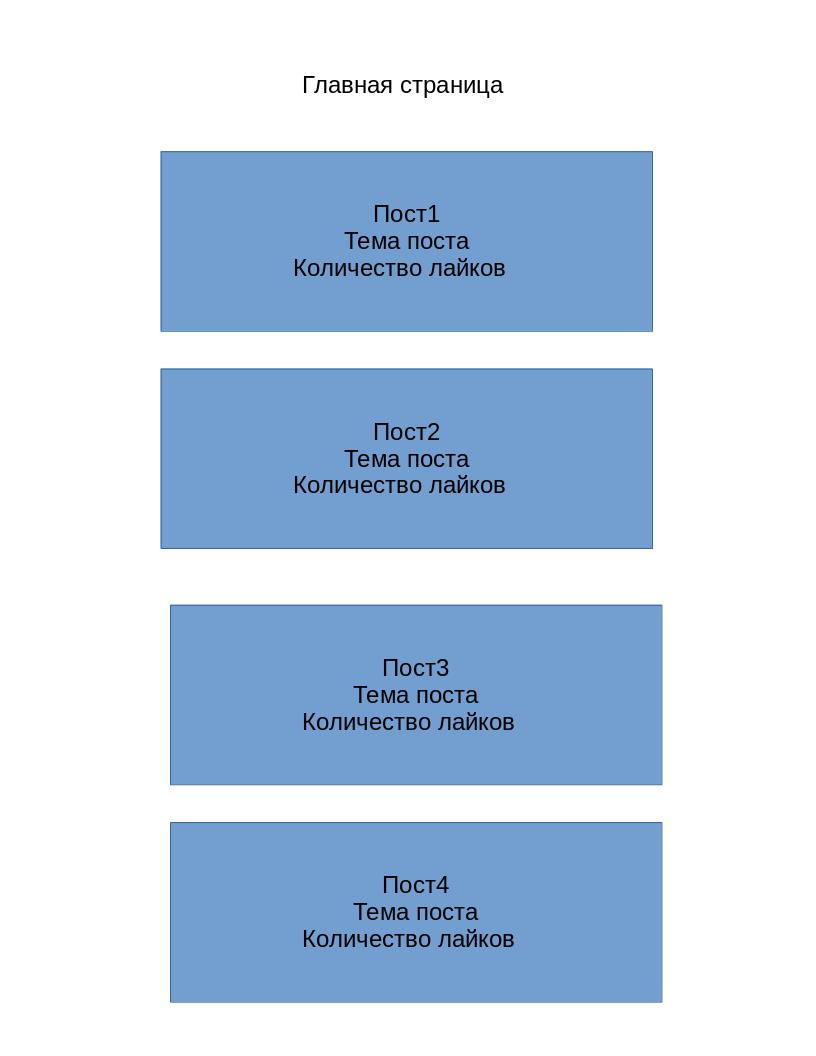 Главная страница
Пост1
Тема поста
Количество лайков
Пост2
Тема поста
Количество лайков
Пост3
Тема поста
Количество лайков
Пост4
Тема поста
Количество лайков